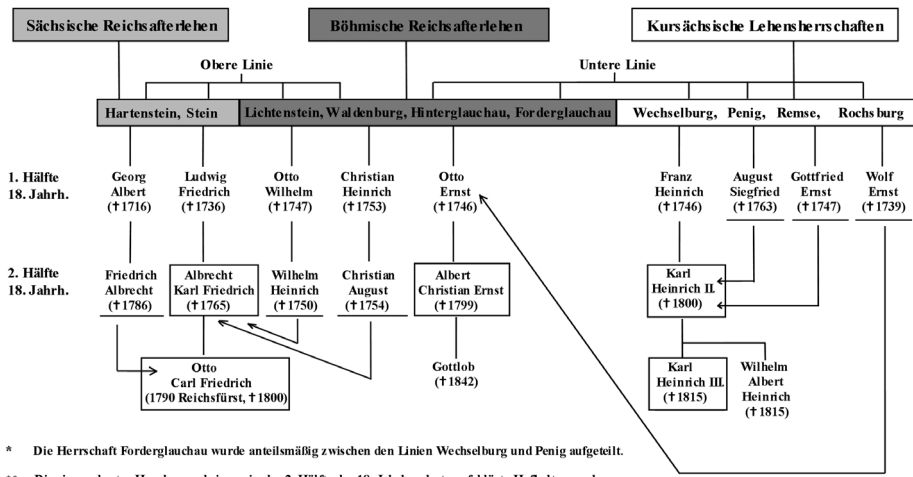 Sächsische Reichsafterlehen
Böhmische Reichsafterlehen
Kursächsische Lehensherrschaften
Obere Linie
Untere Linie
Hartenstein, Stein
Lichtenstein, Waldenburg, Hinterglauchau, Forderglauchau
Wechselburg, Penig, Remse, Rochsburg
1. Hälfte
18. Jahrh.
Georg
Albert
(†1716)
Ludwig
Friedrich
(†1736)
Otto
Wilhelm
(†1747)
Christian
Heinrich
(†1753)
Otto
Ernst
(†1746)
Franz
Heinrich
(†1746)
August
Siegfried
(†1763)
Gottfried
Ernst
(†1747)
Wolf
Ernst
(†1739)
2. Hälfte
18. Jahrh.
Friedrich
Albrecht
(†1786)
Albrecht
Karl Friedrich
(†1765)
Wilhelm
Heinrich
(†1750)
Christian
August
(†1754)
Albert
Christian Ernst
(†1799)
Karl
Heinrich II.
(†1800)
Otto
Carl Friedrich
(1790 Reichsfürst, †1800)
Gottlob
(†1842)
Karl
Heinrich III.
(†1815)
Wilhelm
Albert
Heinrich
(†1815)
* Die Herrschaft Forderglauchau wurde anteilsmäßig zwischen den Linien Wechselburg und Penig aufgeteilt.